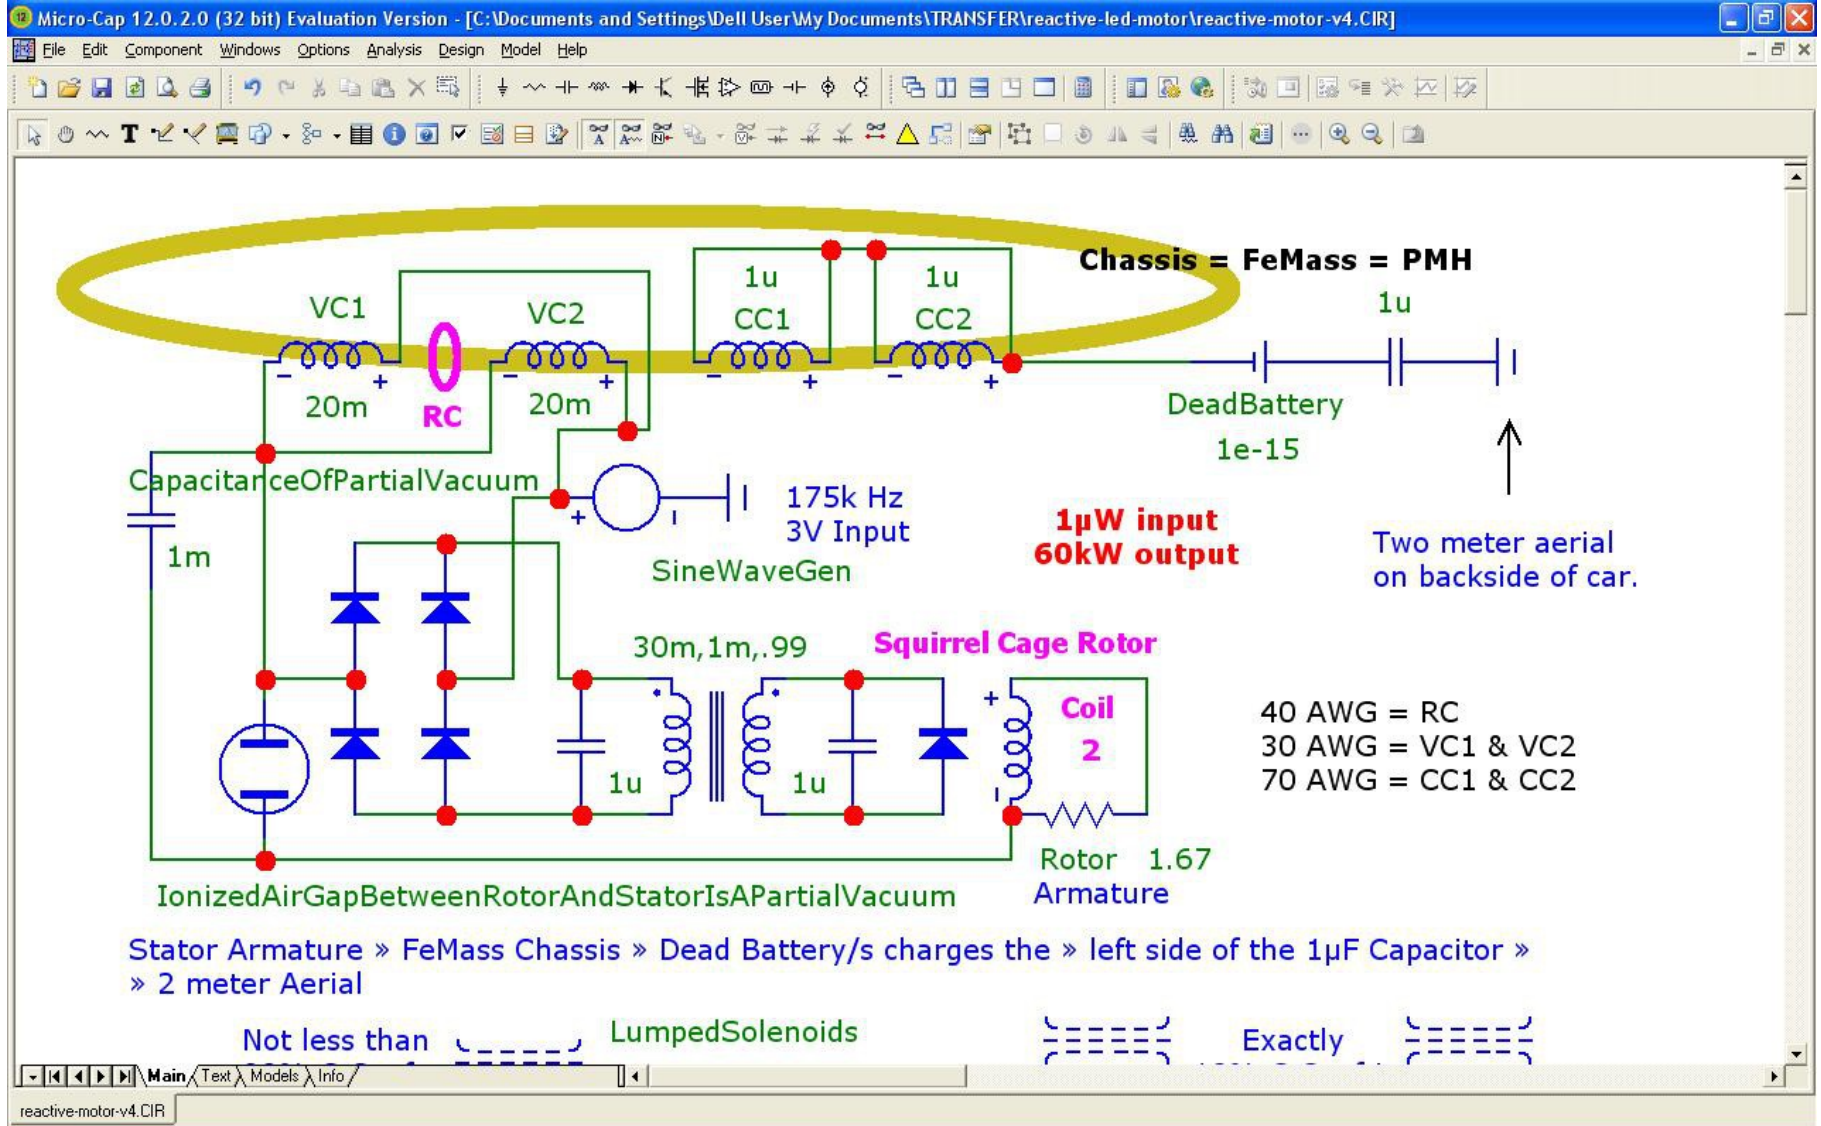 Micro-Cap 12.0.2.0 (32 bit) Evaluation Version - [C:\Documents and Settings\Dell User\My Documents\TRANSFER\reactive-led-motor\reactive-motor-v4.CIR]
File Edit Component Windows Options Analysis Design Model Help
Chassis = FeMass = PMH
1u 1u
1u
VC1 VC2 CC1 CC2
- + - + - + - +
20m RC 20m
DeadBattery
1e-15
CapacitanceOfPartialVacuum
1m
+ -
175k Hz
3V Input
SineWaveGen
1µW input
60kW output
Two meter aerial
on backside of car.
30m,1m,.99
Squirrel Cage Rotor
+
Coil
2
-
1u 1u
40 AWG = RC
30 AWG = VC1 & VC2
70 AWG = CC1 & CC2
Rotor 1.67
Armature
IonizedAirGapBetweenRotorAndStatorIsAPartialVacuum
Stator Armature » FeMass Chassis » Dead Battery/s charges the » left side of the 1µF Capacitor »
» 2 meter Aerial
Not less than LumpedSolenoids Exactly
Main Text Models Info
reactive-motor-v4.CIR